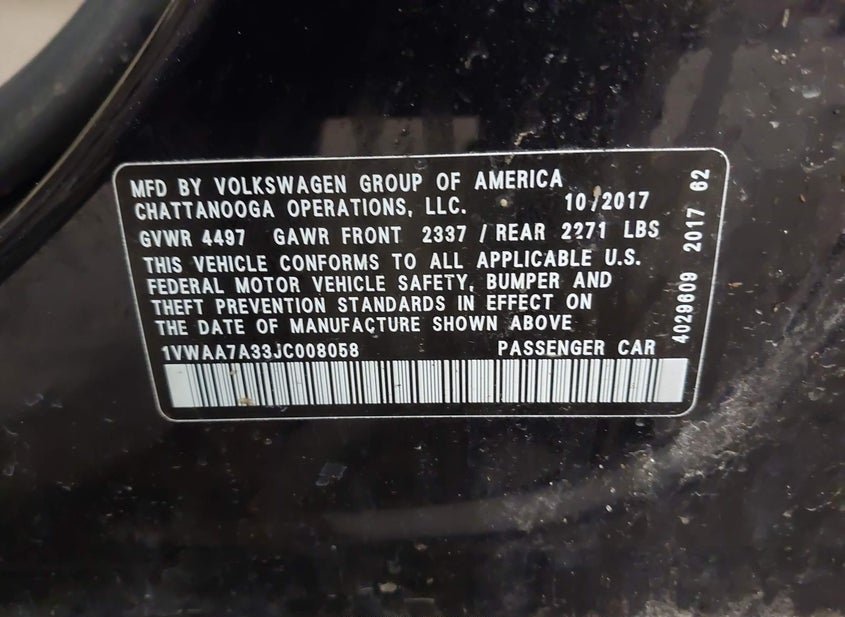 MFD BY VOLKSWAGEN GROUP OF AMERICA
CHATTANOOGA OPERATIONS, LLC. 10/2017
GVWR 4497 GAWR FRONT 2337 / REAR 2271 LBS
THIS VEHICLE CONFORMS TO ALL APPLICABLE U.S.
FEDERAL MOTOR VEHICLE SAFETY, BUMPER AND
THEFT PREVENTION STANDARDS IN EFFECT ON
THE DATE OF MANUFACTURE SHOWN ABOVE
1VWAA7A33JC008058 PASSENGER CAR
4029609 2017 62